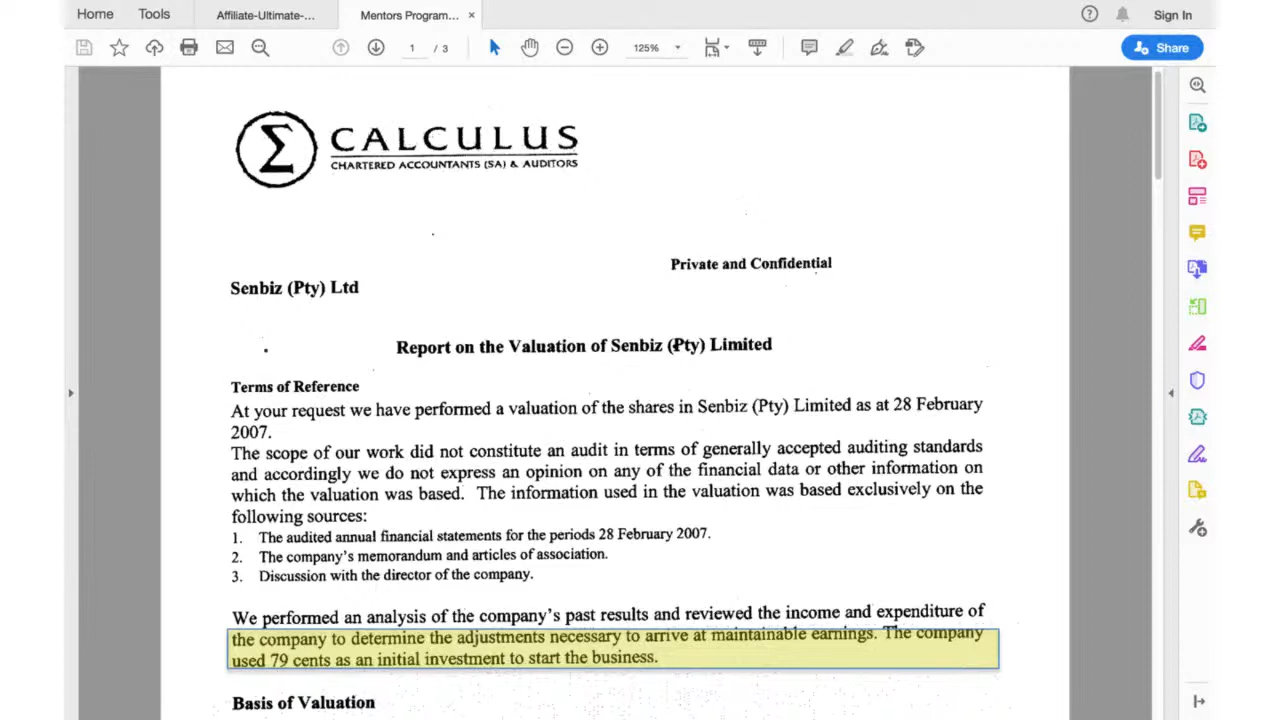 Home Tools Affiliate-Ultimate-... Mentors Program... × Sign In
1 / 3 125% Share
Σ CALCULUS
CHARTERED ACCOUNTANTS (SA) & AUDITORS
Private and Confidential
Senbiz (Pty) Ltd
Report on the Valuation of Senbiz (Pty) Limited
Terms of Reference
At your request we have performed a valuation of the shares in Senbiz (Pty) Limited as at 28 February
2007.
The scope of our work did not constitute an audit in terms of generally accepted auditing standards
and accordingly we do not express an opinion on any of the financial data or other information on
which the valuation was based. The information used in the valuation was based exclusively on the
following sources:
1. The audited annual financial statements for the periods 28 February 2007.
2. The company's memorandum and articles of association.
3. Discussion with the director of the company.
We performed an analysis of the company's past results and reviewed the income and expenditure of
the company to determine the adjustments necessary to arrive at maintainable earnings. The company
used 79 cents as an initial investment to start the business.
Basis of Valuation